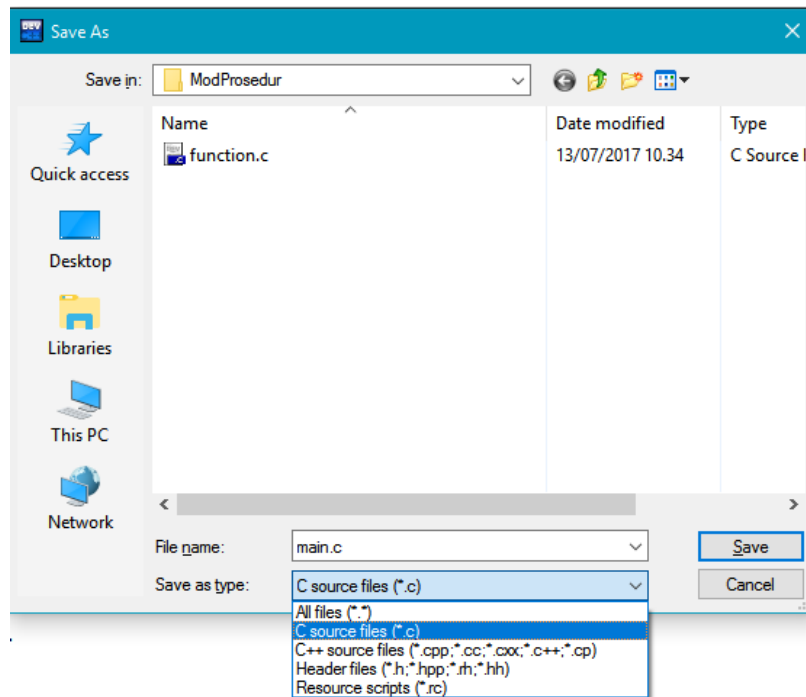 DEV
Save As
Save in: ModProsedur
Name Date modified Type
function.c 13/07/2017 10.34 C Source
Quick access
Desktop
Libraries
This PC
Network
File name: main.c Save
Save as type: C source files (*.c) Cancel
All files (*.*)
C source files (*.c)
C++ source files (*.cpp;*.cc;*.cxx;*.c++;*.cp)
Header files (*.h;*.hpp;*.rh;*.hh)
Resource scripts (*.rc)